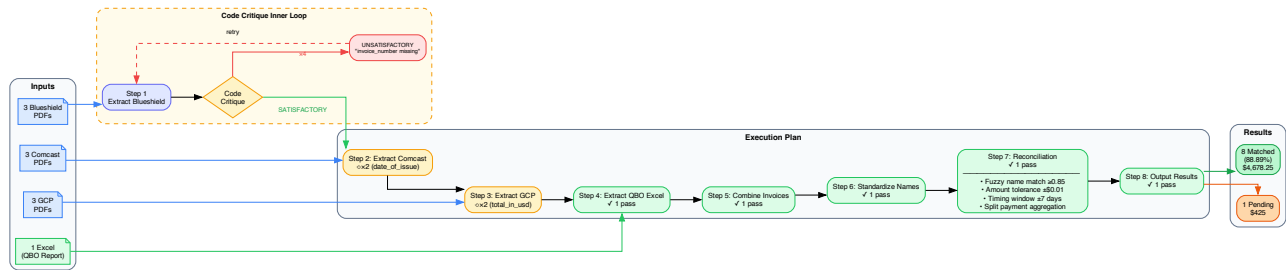 Code Critique Inner Loop
retry
UNSATISFACTORY
"invoice_number missing"
×4
Inputs
Step 1
Extract Blueshield
Code
Critique
3 Blueshield
PDFs
SATISFACTORY
Execution Plan
Results
3 Comcast
PDFs
Step 2: Extract Comcast
○×2 (date_of_issue)
3 GCP
PDFs
Step 3: Extract GCP
○×2 (total_in_usd)
Step 4: Extract QBO Excel
✓ 1 pass
Step 5: Combine Invoices
✓ 1 pass
Step 6: Standardize Names
✓ 1 pass
Step 7: Reconciliation
✓ 1 pass
• Fuzzy name match ≥0.85
• Amount tolerance ±$0.01
• Timing window ±7 days
• Split payment aggregation
Step 8: Output Results
✓ 1 pass
8 Matched
(88.89%)
$4,678.25
1 Pending
$425
1 Excel
(QBO Report)